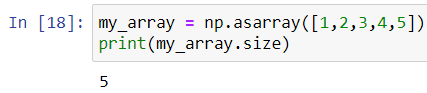 In [18]: my_array = np.asarray([1,2,3,4,5])
print(my_array.size)
5